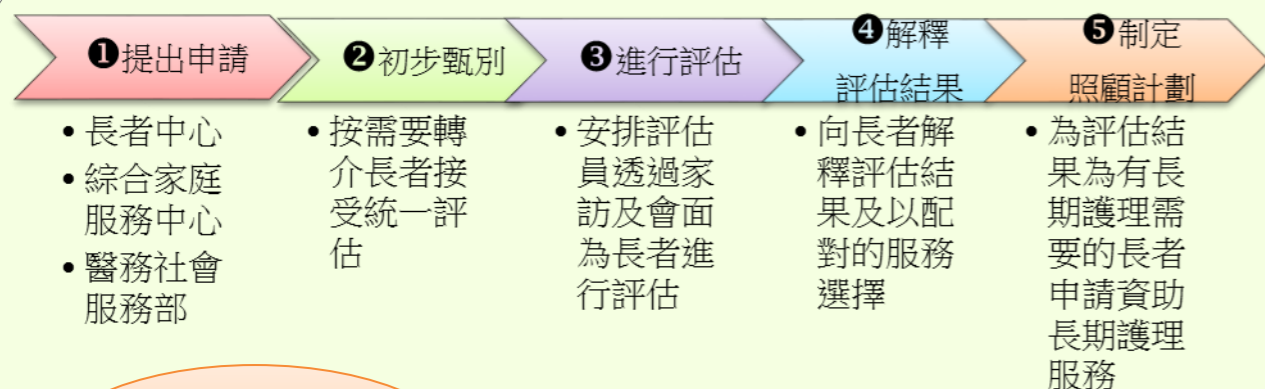 ❶提出申請
• 長者中心
• 綜合家庭
服務中心
• 醫務社會
服務部
❷初步甄別
• 按需要轉
介長者接
受統一評
估
❸進行評估
• 安排評估
員透過家
訪及會面
為長者進
行評估
❹解釋
評估結果
• 向長者解
釋評估結
果及以配
對的服務
選擇
❺制定
照顧計劃
• 為評估結
果為有長
期護理需
要的長者
申請資助
長期護理
服務